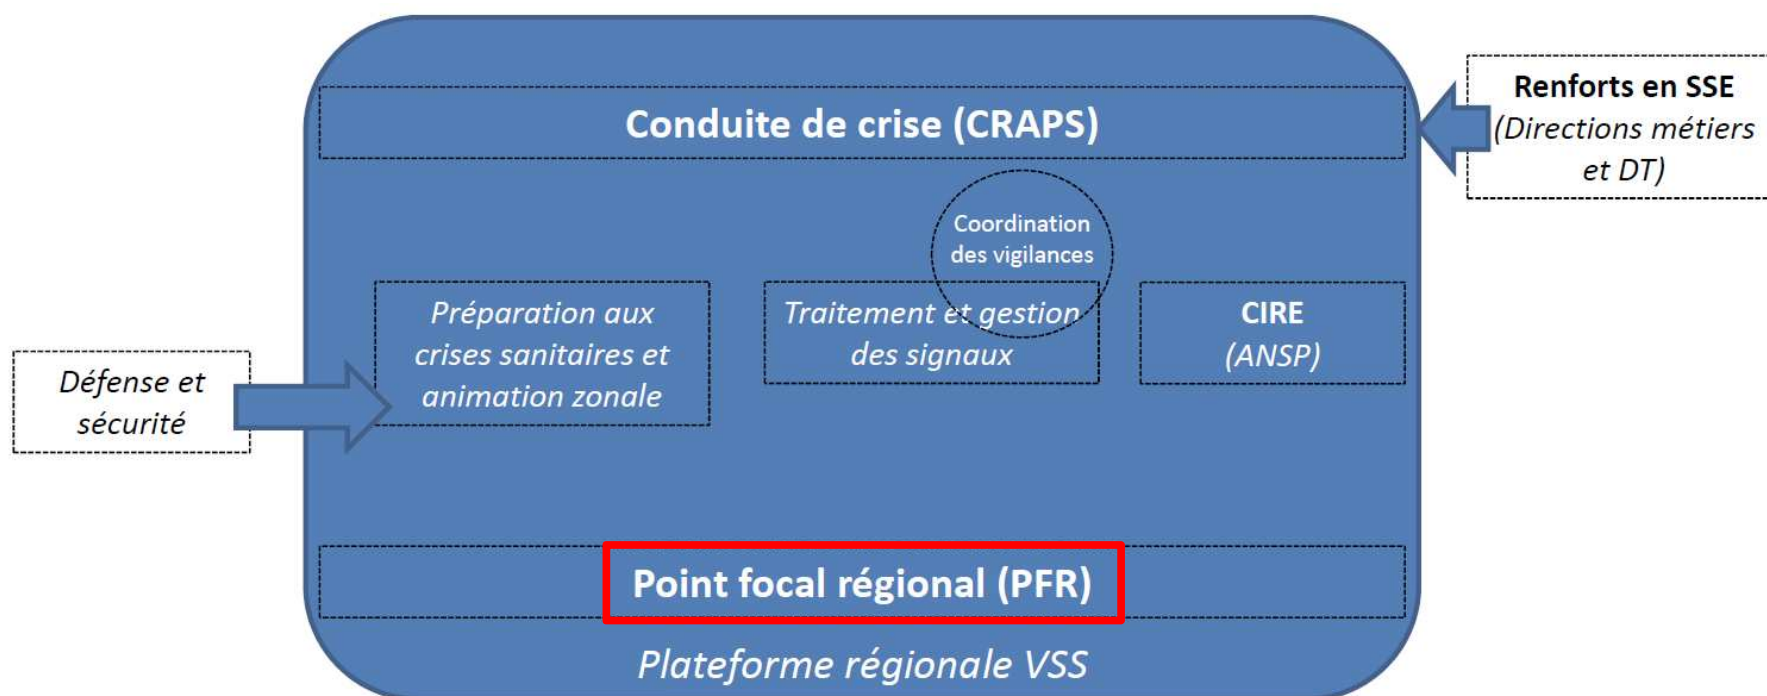 Conduite de crise (CRAPS)
Renforts en SSE
(Directions métiers
et DT)
Coordination
des vigilances
Préparation aux
crises sanitaires et
animation zonale
Traitement et gestion
des signaux
CIRE
(ANSP)
Défense et
sécurité
Point focal régional (PFR)
Plateforme régionale VSS